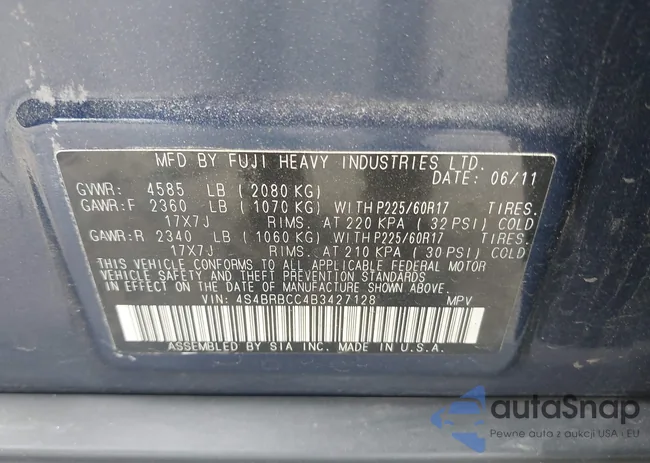 MFD BY FUJI HEAVY INDUSTRIES LTD.
DATE: 06/11
GVWR: 4585 LB (2080 KG)
GAWR:F 2360 LB (1070 KG) WITH P225/60R17 TIRES.
17X7J RIMS. AT 220 KPA (32 PSI) COLD
GAWR:R 2340 LB (1060 KG) WITH P225/60R17 TIRES.
17X7J RIMS. AT 210 KPA (30 PSI) COLD
THIS VEHICLE CONFORMS TO ALL APPLICABLE FEDERAL MOTOR
VEHICLE SAFETY AND THEFT PREVENTION STANDARDS
IN EFFECT ON THE DATE OF MANUFACTURE SHOWN ABOVE.
VIN: 4S4BRBCC4B3427128 MPV
ASSEMBLED BY SIA INC. MADE IN U.S.A.
autaSnap
Pewne auta z aukcji USA i EU